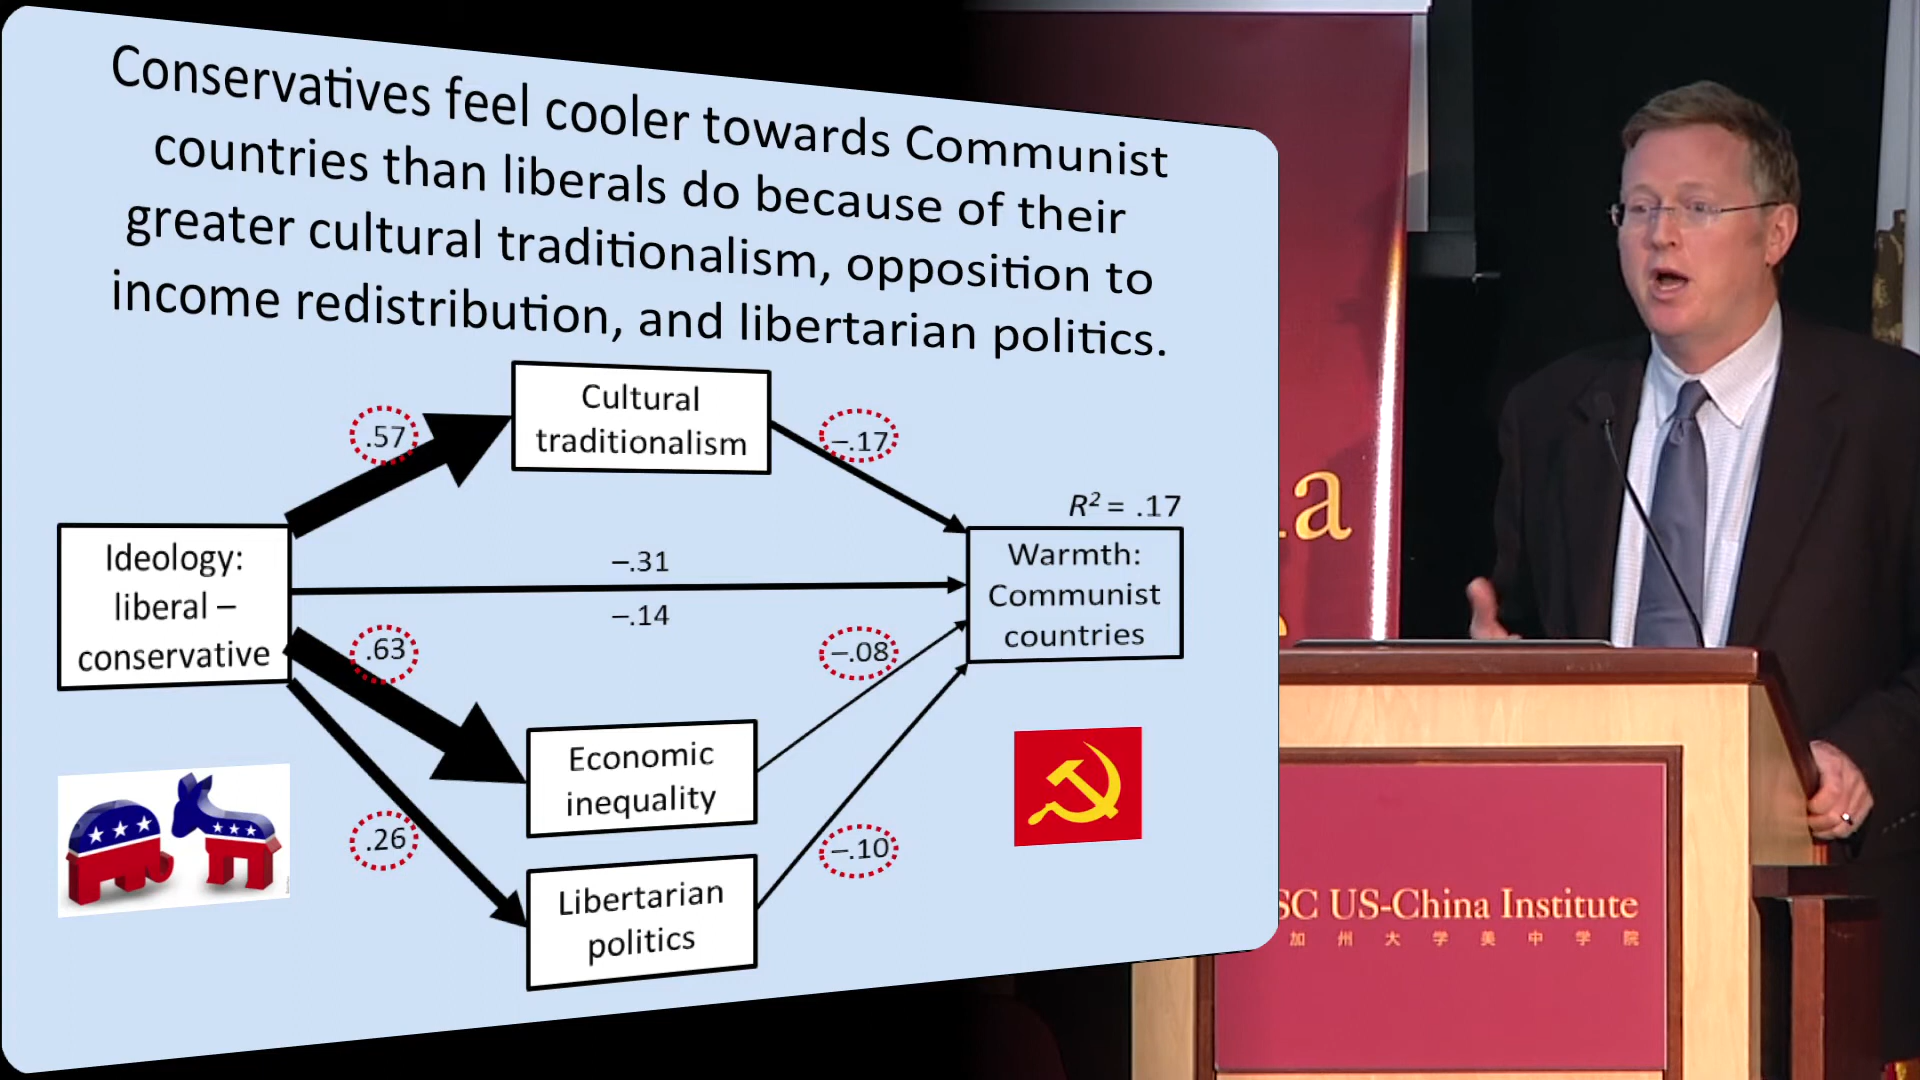 Conservatives feel cooler towards Communist
countries than liberals do because of their
greater cultural traditionalism, opposition to
income redistribution, and libertarian politics.
Cultural
traditionalism
.57
–.17
R² = .17
Ideology:
liberal –
conservative
–.31
–.14
Warmth:
Communist
countries
.63
–.08
Economic
inequality
.26
–.10
Libertarian
politics
a
SC US-China Institute
加州大学美中学院